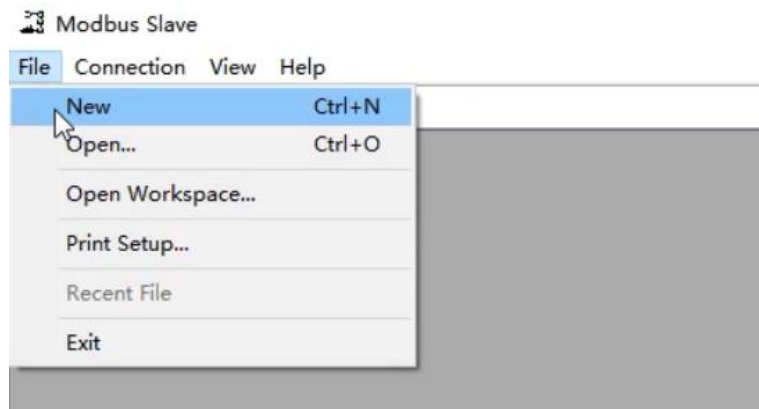 Modbus Slave
File Connection View Help
New Ctrl+N
Open... Ctrl+O
Open Workspace...
Print Setup...
Recent File
Exit